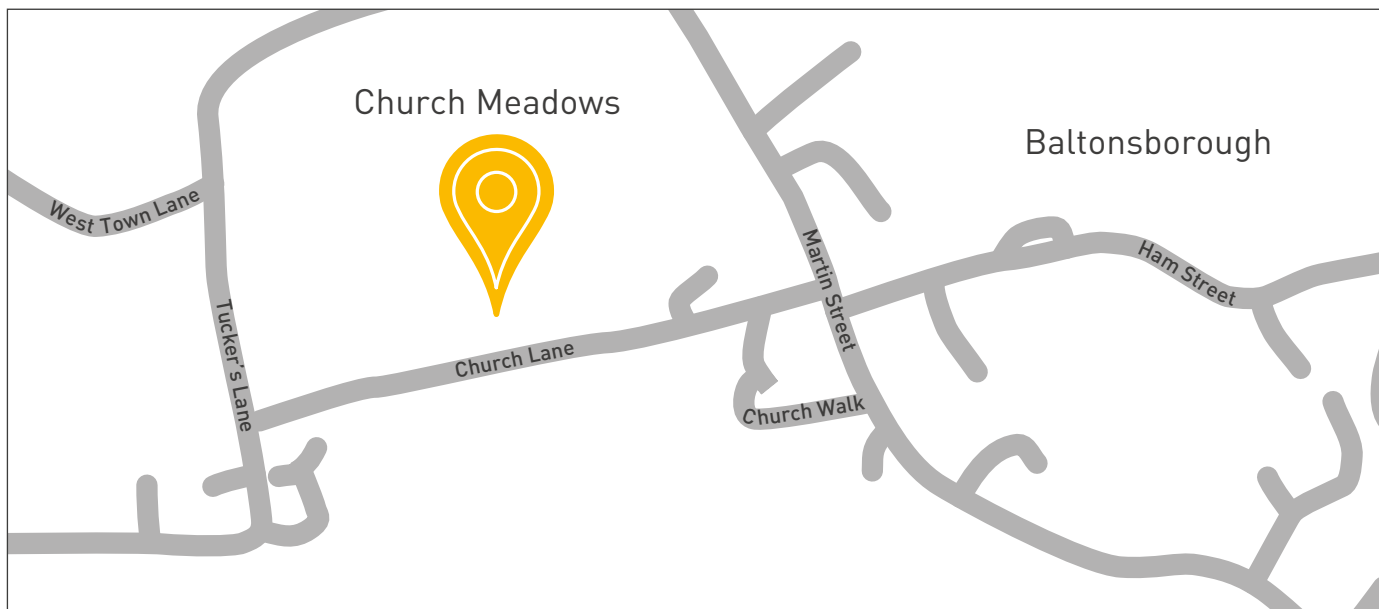 Church Meadows
Baltonsborough
West Town Lane
Martin Street
Ham Street
Tucker's Lane
Church Lane
Church Walk